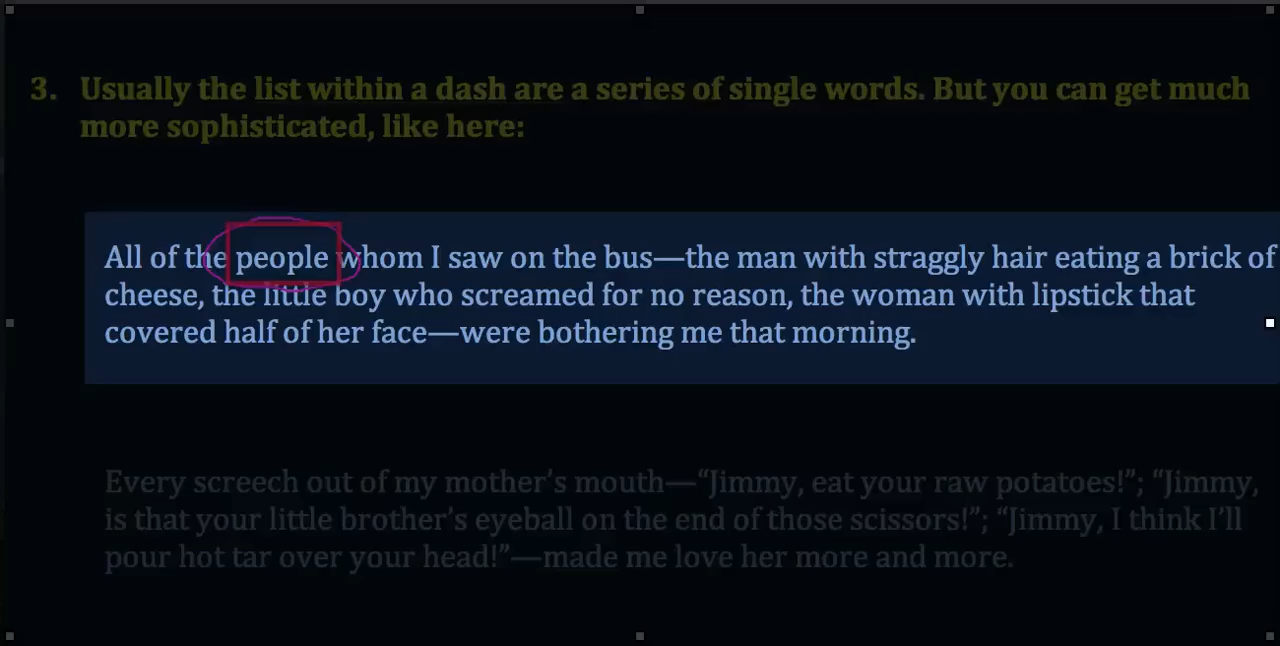 3. Usually the list within a dash are a series of single words. But you can get much
more sophisticated, like here:
All of the people whom I saw on the bus—the man with straggly hair eating a brick of
cheese, the little boy who screamed for no reason, the woman with lipstick that
covered half of her face—were bothering me that morning.
Every screech out of my mother’s mouth—“Jimmy, eat your raw potatoes!”; “Jimmy,
is that your little brother’s eyeball on the end of those scissors!”; “Jimmy, I think I’ll
pour hot tar over your head!”—made me love her more and more.